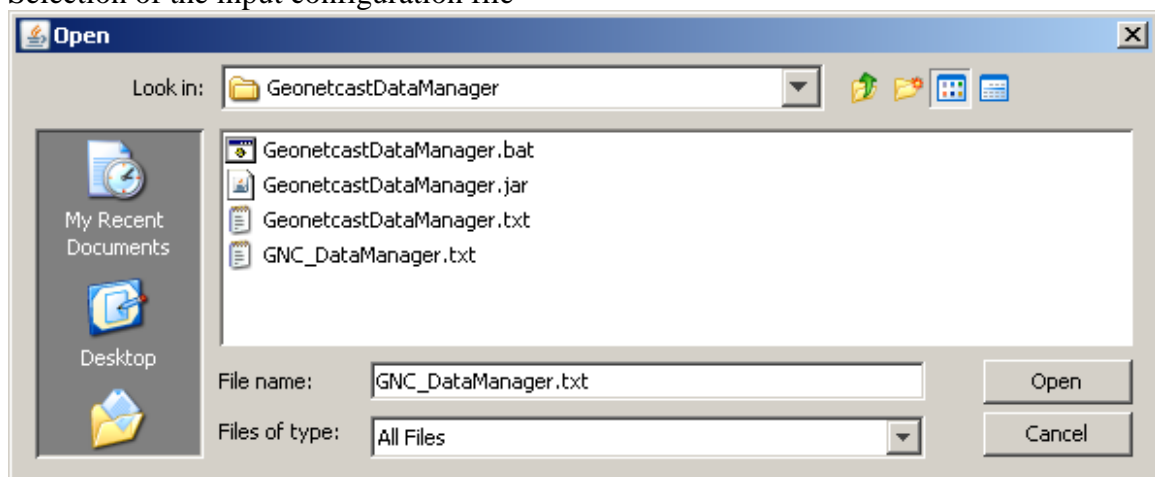 Selection of the input configuration file
Open
Look in: GeonetcastDataManager
GeonetcastDataManager.bat
GeonetcastDataManager.jar
GeonetcastDataManager.txt
GNC_DataManager.txt
My Recent
Documents
Desktop
File name: GNC_DataManager.txt Open
Files of type: All Files Cancel